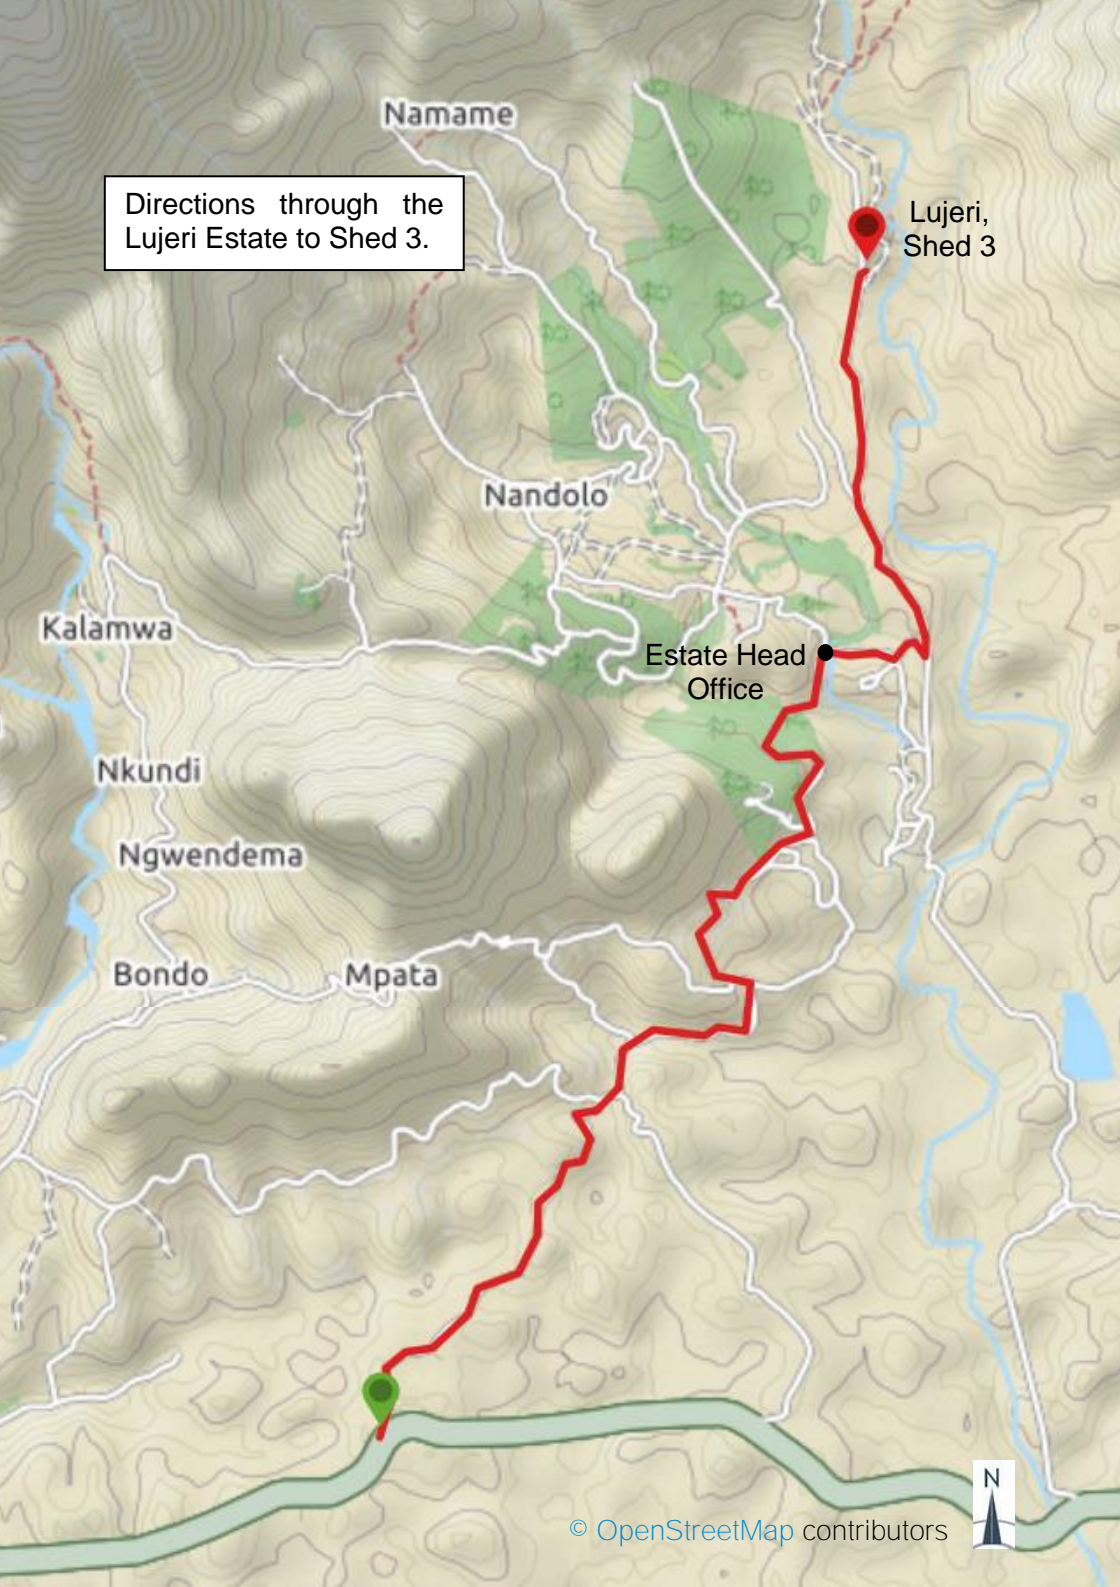 Namame
Directions through the
Lujeri Estate to Shed 3.
Lujeri,
Shed 3
Nandolo
Kalamwa
Estate Head
Office
Nkundi
Ngwendema
Bondo
Mpata
N
© OpenStreetMap contributors